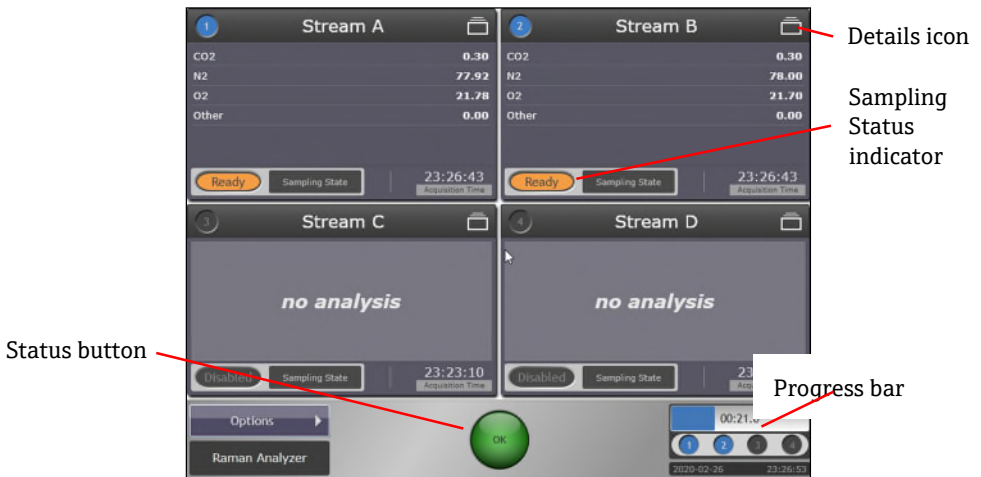 1 Stream A
CO2 0.30
N2 77.92
O2 21.78
Other 0.00
Ready Sampling State 23:26:43
Acquisition Time
2 Stream B
CO2 0.30
N2 78.00
O2 21.70
Other 0.00
Ready Sampling State 23:26:43
Acquisition Time
Details icon
Sampling
Status
indicator
3 Stream C
no analysis
Disabled Sampling State 23:23:10
Acquisition Time
4 Stream D
no analysis
Disabled Sampling State
Status button
Progress bar
Options
Raman Analyzer
OK
1 2 3 4
2020-02-26 23:26:53